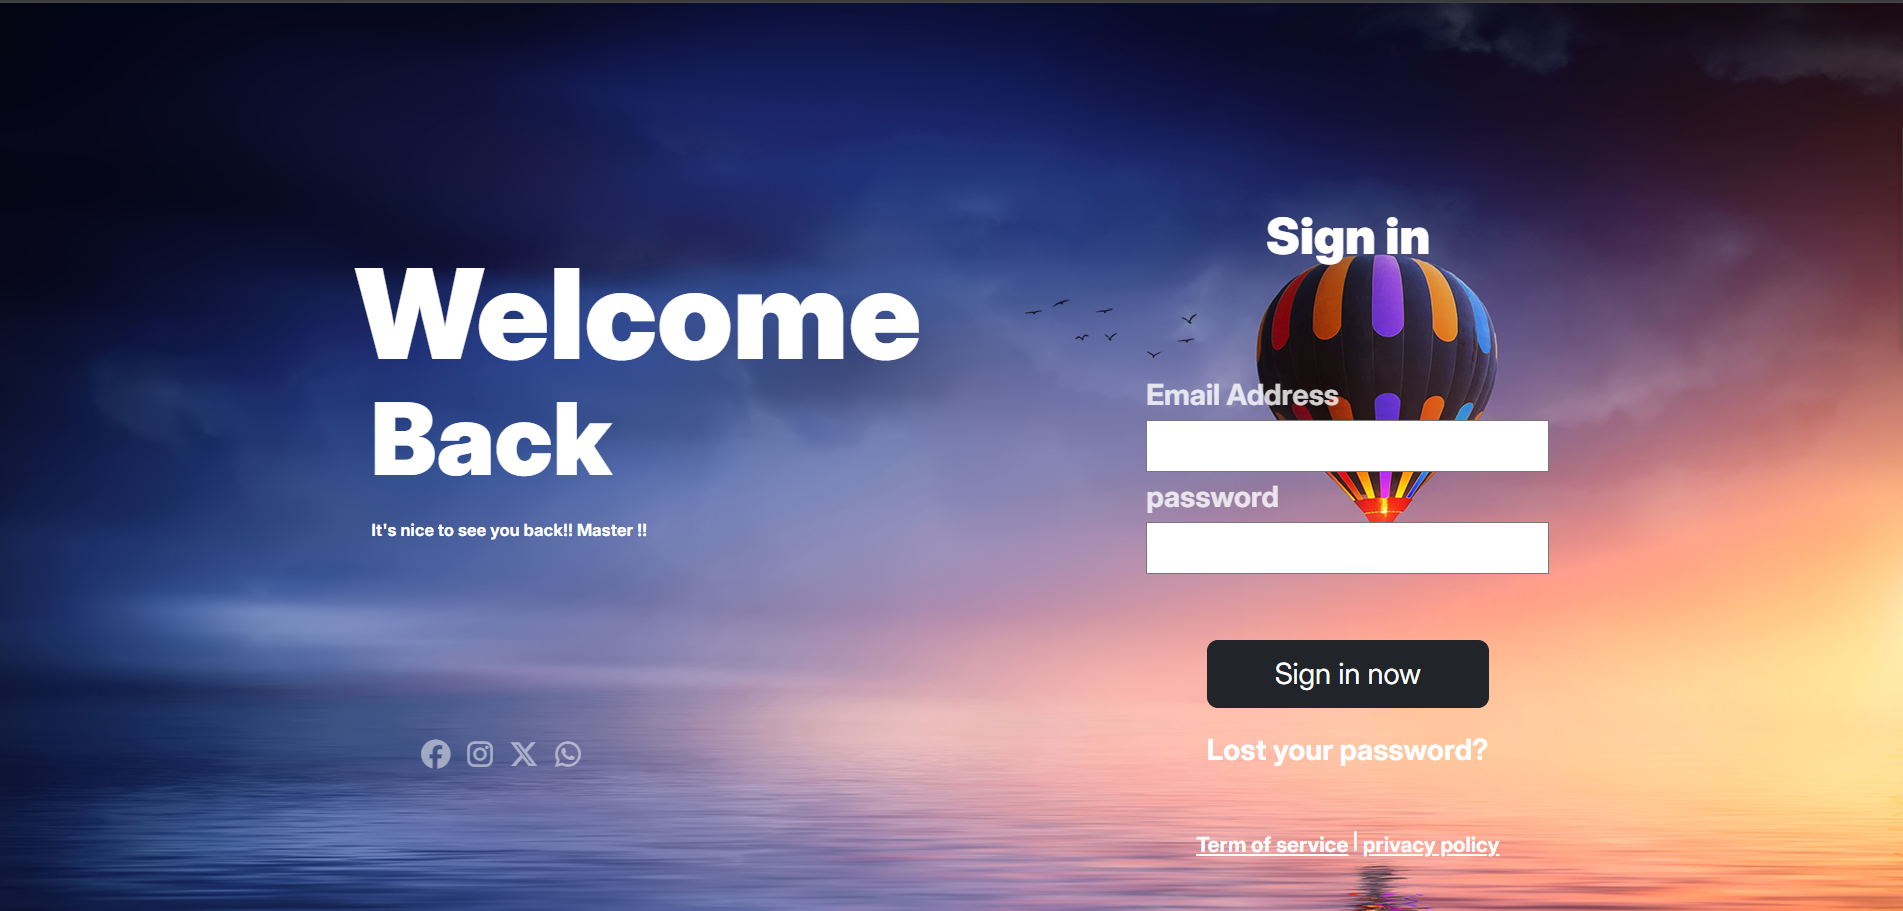 Welcome
Back
It's nice to see you back!! Master !!
Sign in
Email Address
password
Sign in now
Lost your password?
Term of service | privacy policy